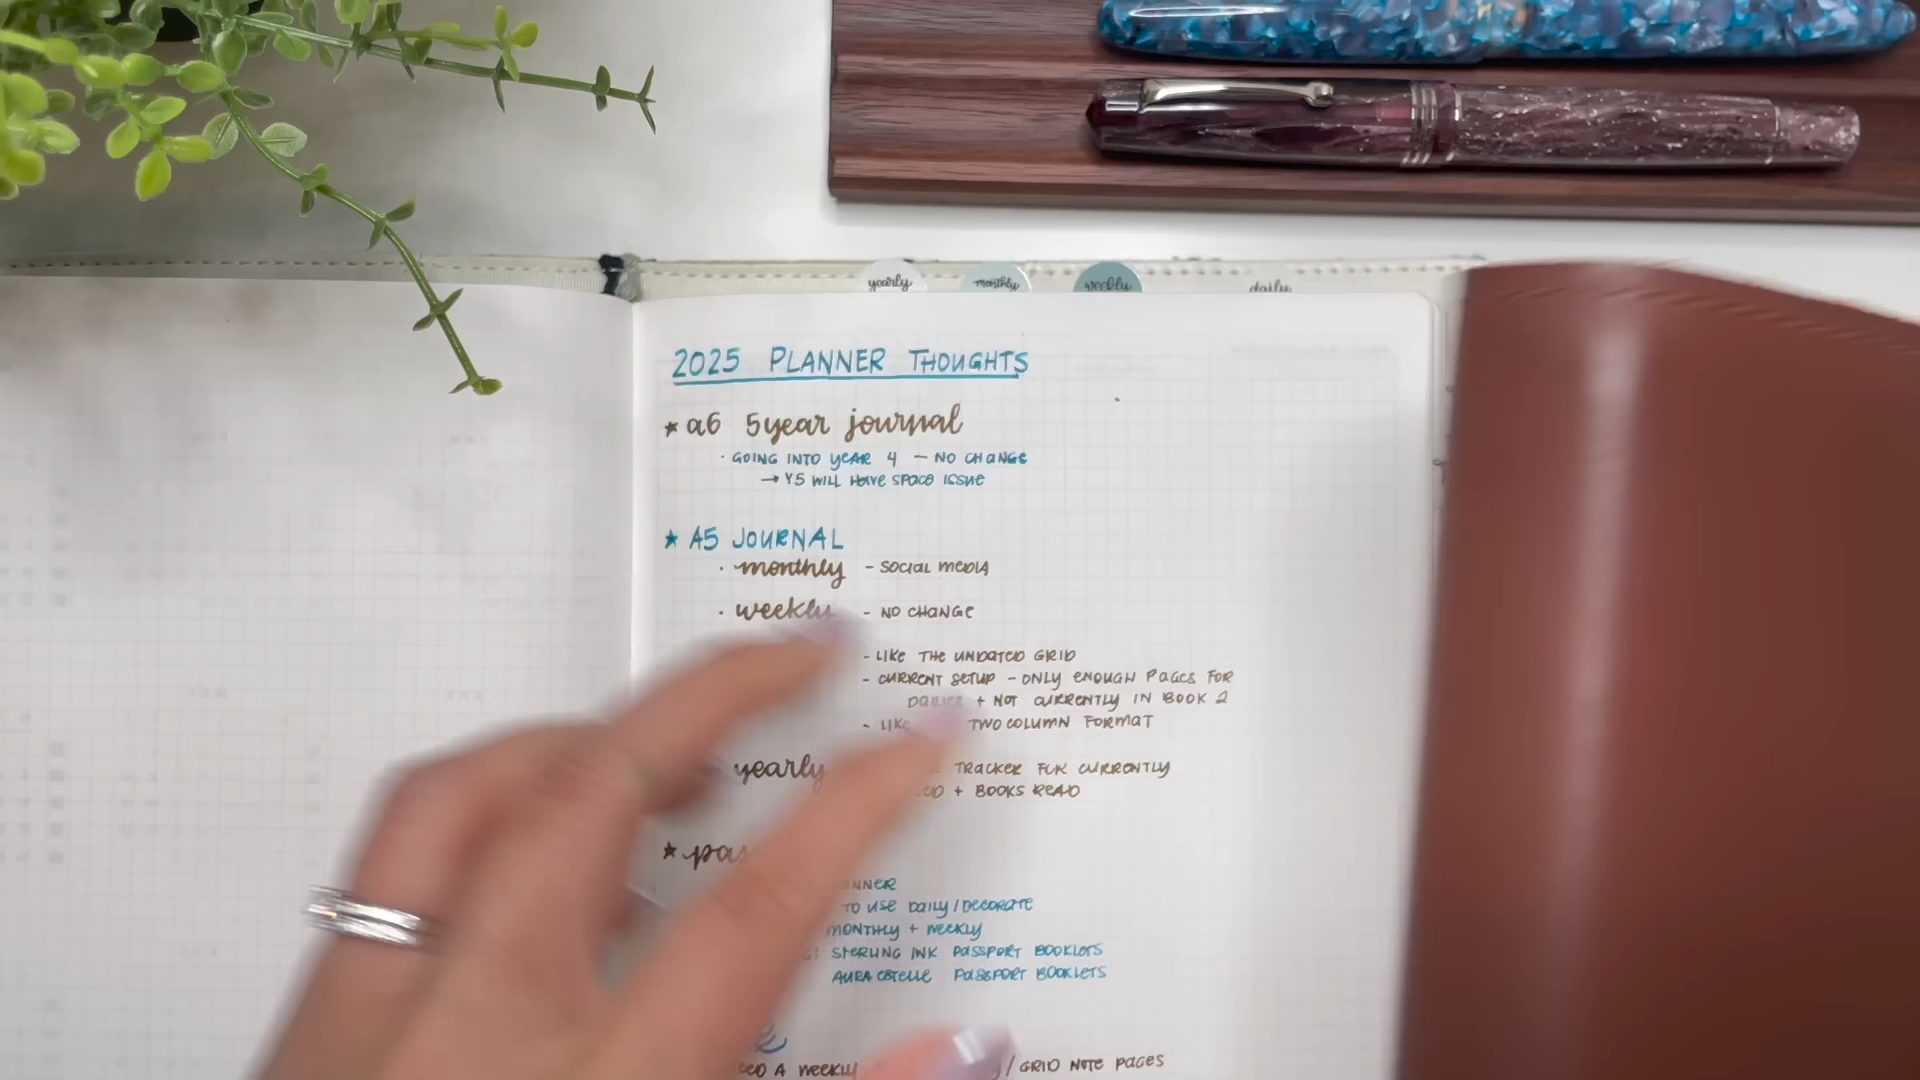 yearly monthly weekly daily
2025 PLANNER THOUGHTS
★ a6 5year journal
· GOING INTO YEAR 4 — NO CHANGE
→ Y5 WILL HAVE SPACE ISSUE
★ A5 JOURNAL
· monthly - SOCIAL MEDIA
· weekly - NO CHANGE
- LIKE THE UNDATED GRID
- CURRENT SETUP - ONLY ENOUGH PAGES FOR
DAILIES + NOT CURRENTLY IN BOOK 2
- LIKE TWO COLUMN FORMAT
yearly TRACKER FOR CURRENTLY
+ BOOKS READ
★
TO USE DAILY / DECORATE
MONTHLY + WEEKLY
STERLING INK PASSPORT BOOKLETS
AURA ESTELLE PASSPORT BOOKLETS
A WEEKLY / GRID NOTE PAGES